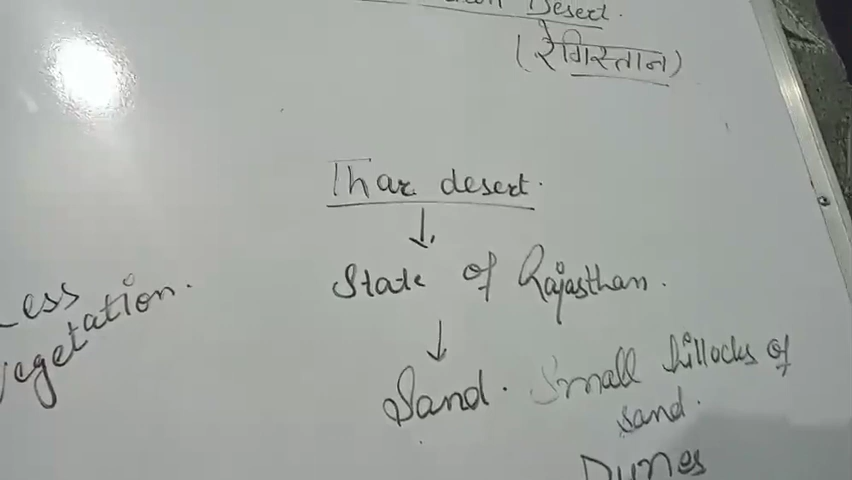 Desert.
(रेगिस्तान)
Thar desert.
State of Rajasthan.
Less
vegetation.
Sand. Small hillocks of
sand.
Dunes